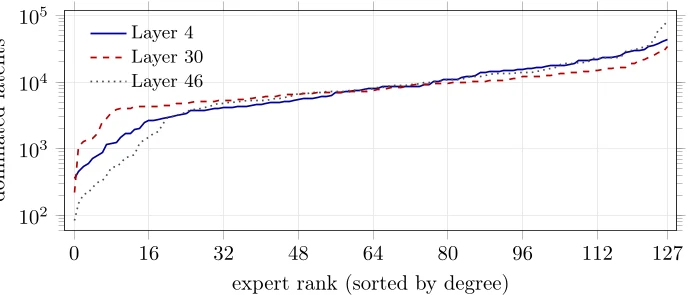 10^5
10^4
10^3
10^2
Layer 4
Layer 30
Layer 46
0 16 32 48 64 80 96 112 127
expert rank (sorted by degree)
dominated latents